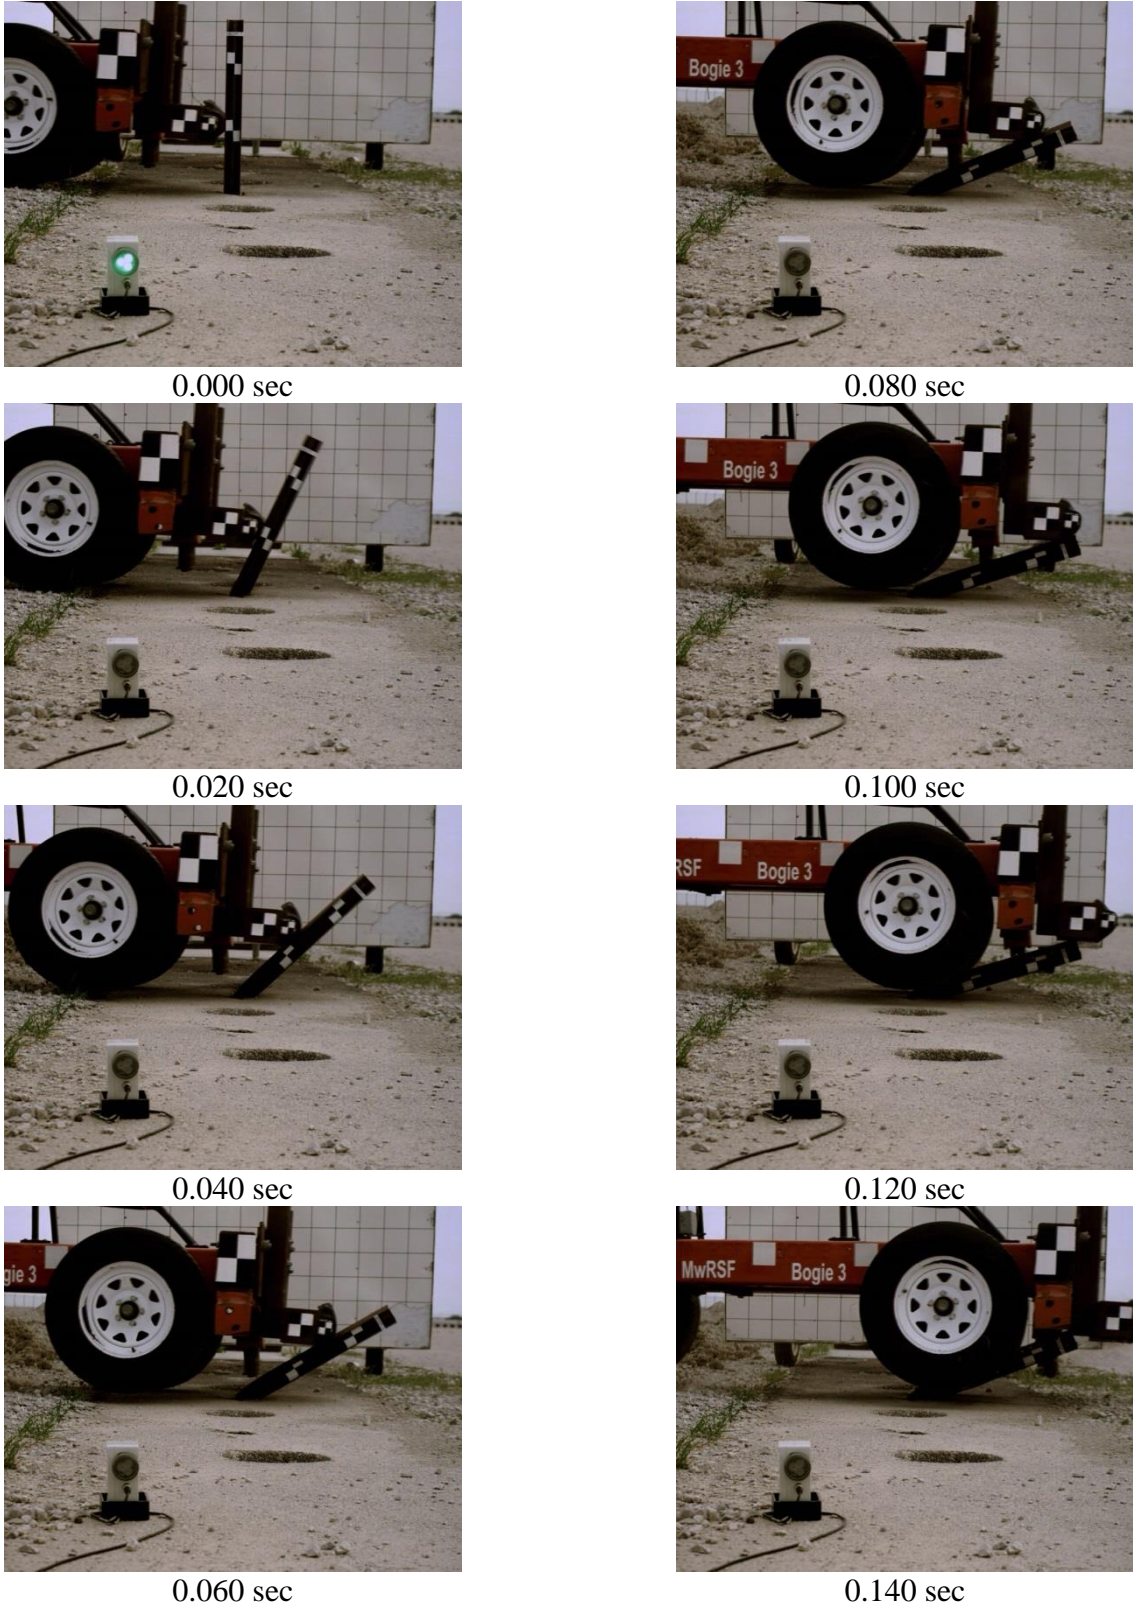 0.000 sec
0.020 sec
0.040 sec
gie 3
0.060 sec
Bogie 3
0.080 sec
Bogie 3
0.100 sec
RSF Bogie 3
0.120 sec
MwRSF Bogie 3
0.140 sec